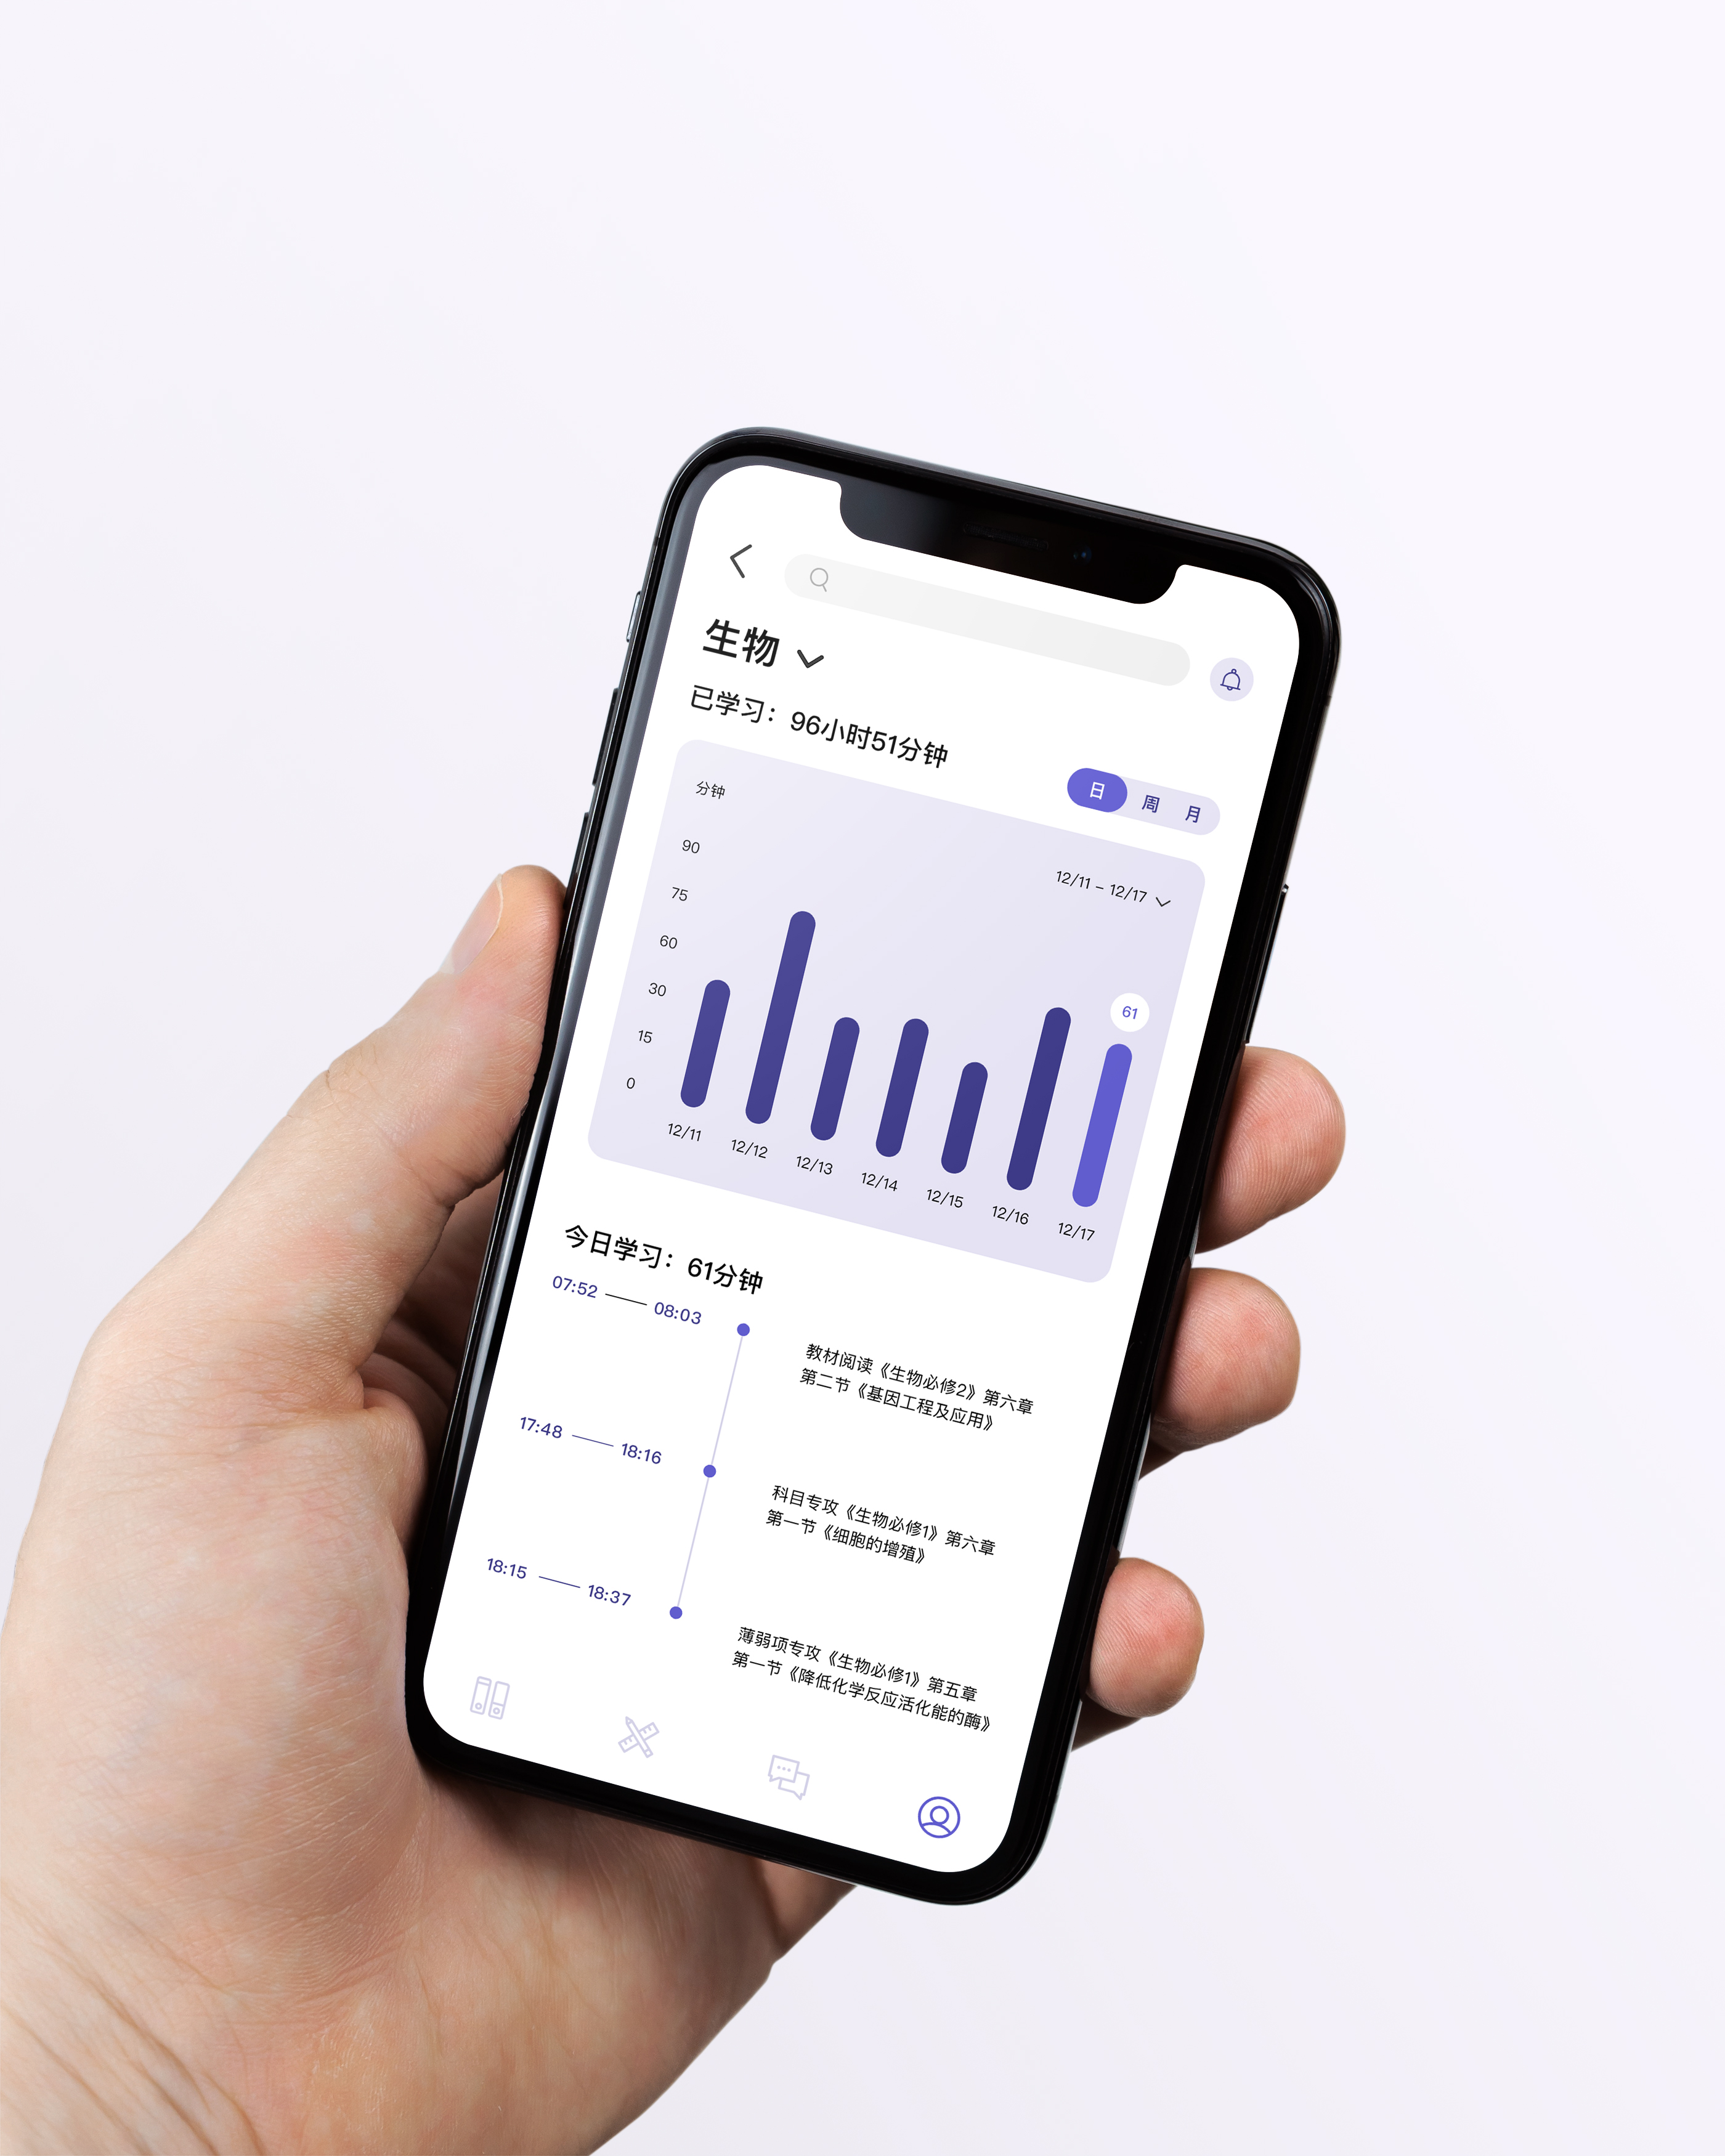 生物
已学习：96小时51分钟
日 周 月
分钟
12/11 – 12/17
90
75
60
30
15
0
61
12/11 12/12 12/13 12/14 12/15 12/16 12/17
今日学习：61分钟
07:52 —— 08:03
教材阅读《生物必修2》第六章
第二节《基因工程及应用》
17:48 —— 18:16
科目专攻《生物必修1》第六章
第一节《细胞的增殖》
18:15 —— 18:37
薄弱项专攻《生物必修1》第五章
第一节《降低化学反应活化能的酶》